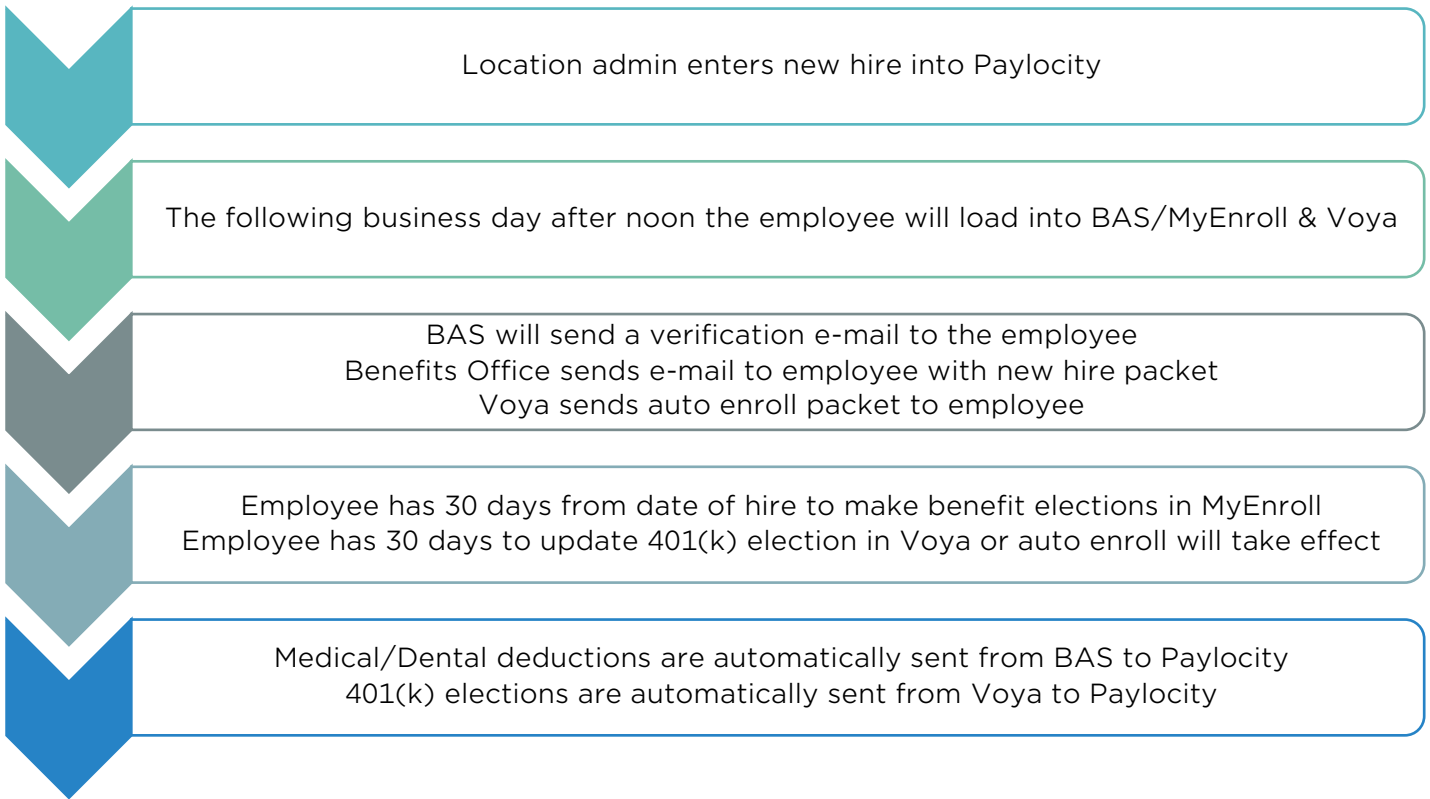 Location admin enters new hire into Paylocity
The following business day after noon the employee will load into BAS/MyEnroll & Voya
BAS will send a verification e-mail to the employee
Benefits Office sends e-mail to employee with new hire packet
Voya sends auto enroll packet to employee
Employee has 30 days from date of hire to make benefit elections in MyEnroll
Employee has 30 days to update 401(k) election in Voya or auto enroll will take effect
Medical/Dental deductions are automatically sent from BAS to Paylocity
401(k) elections are automatically sent from Voya to Paylocity